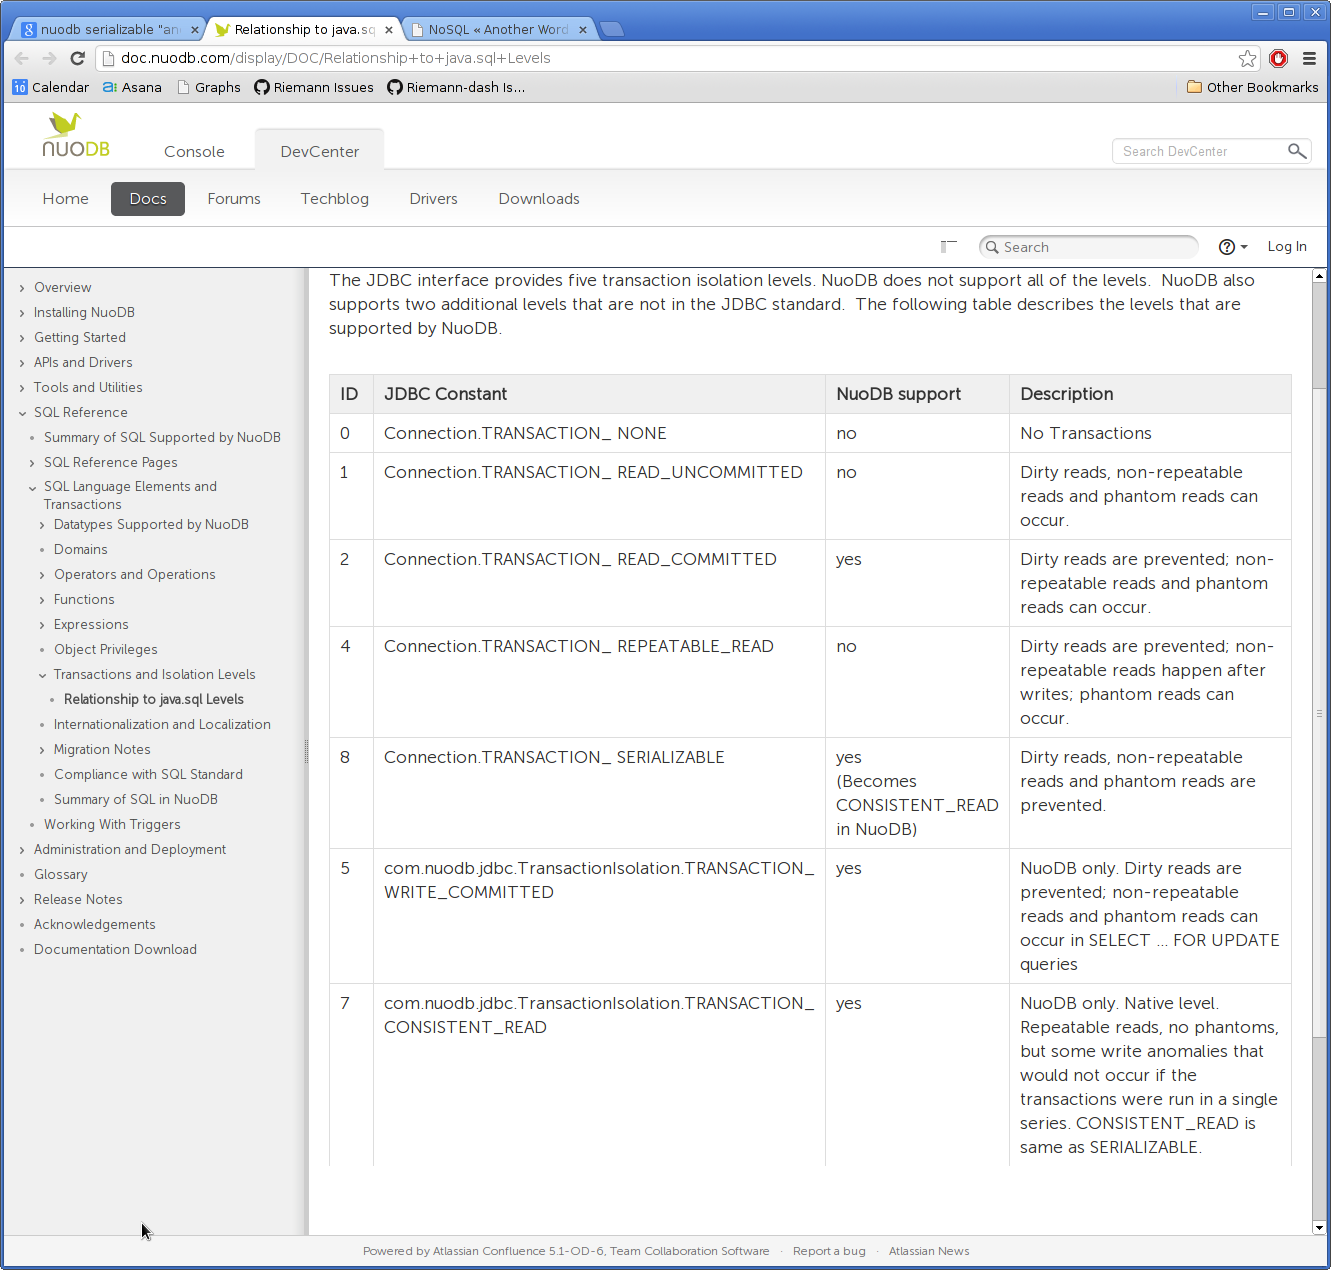 nuodb serializable "an
Relationship to java.sq
NoSQL « Another Word
doc.nuodb.com/display/DOC/Relationship+to+java.sql+Levels
10 Calendar
a: Asana
Graphs
Riemann Issues
Riemann-dash Is...
Other Bookmarks
NUODB
Console
DevCenter
Search DevCenter
Home
Docs
Forums
Techblog
Drivers
Downloads
Search
Log In
Overview
Installing NuoDB
Getting Started
APIs and Drivers
Tools and Utilities
SQL Reference
Summary of SQL Supported by NuoDB
SQL Reference Pages
SQL Language Elements and
Transactions
Datatypes Supported by NuoDB
Domains
Operators and Operations
Functions
Expressions
Object Privileges
Transactions and Isolation Levels
Relationship to java.sql Levels
Internationalization and Localization
Migration Notes
Compliance with SQL Standard
Summary of SQL in NuoDB
Working With Triggers
Administration and Deployment
Glossary
Release Notes
Acknowledgements
Documentation Download
The JDBC interface provides five transaction isolation levels. NuoDB does not support all of the levels.  NuoDB also
supports two additional levels that are not in the JDBC standard.  The following table describes the levels that are
supported by NuoDB.
ID JDBC Constant NuoDB support Description
0 Connection.TRANSACTION_ NONE no No Transactions
1 Connection.TRANSACTION_ READ_UNCOMMITTED no Dirty reads, non-repeatable
reads and phantom reads can
occur.
2 Connection.TRANSACTION_ READ_COMMITTED yes Dirty reads are prevented; non-
repeatable reads and phantom
reads can occur.
4 Connection.TRANSACTION_ REPEATABLE_READ no Dirty reads are prevented; non-
repeatable reads happen after
writes; phantom reads can
occur.
8 Connection.TRANSACTION_ SERIALIZABLE yes Dirty reads, non-repeatable
(Becomes reads and phantom reads are
CONSISTENT_READ prevented.
in NuoDB)
5 com.nuodb.jdbc.TransactionIsolation.TRANSACTION_ yes NuoDB only. Dirty reads are
WRITE_COMMITTED prevented; non-repeatable
reads and phantom reads can
occur in SELECT ... FOR UPDATE
queries
7 com.nuodb.jdbc.TransactionIsolation.TRANSACTION_ yes NuoDB only. Native level.
CONSISTENT_READ Repeatable reads, no phantoms,
but some write anomalies that
would not occur if the
transactions were run in a single
series. CONSISTENT_READ is
same as SERIALIZABLE.
Powered by Atlassian Confluence 5.1-OD-6, Team Collaboration Software · Report a bug · Atlassian News